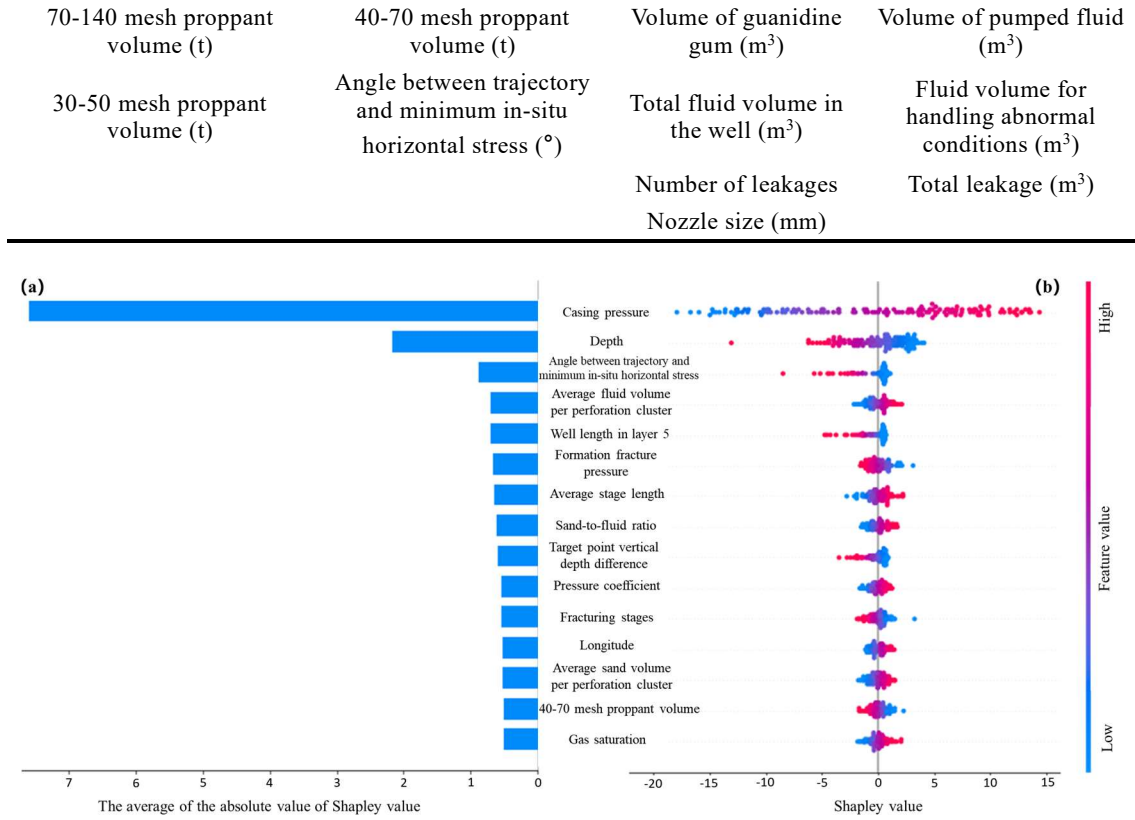 70-140 mesh proppant
volume (t)
40-70 mesh proppant
volume (t)
Volume of guanidine
gum (m³)
Volume of pumped fluid
(m³)
30-50 mesh proppant
volume (t)
Angle between trajectory
and minimum in-situ
horizontal stress (°)
Total fluid volume in
the well (m³)
Fluid volume for
handling abnormal
conditions (m³)
Number of leakages
Total leakage (m³)
Nozzle size (mm)
(a)
(b)
Casing pressure
Depth
Angle between trajectory and
minimum in-situ horizontal stress
Average fluid volume
per perforation cluster
Well length in layer 5
Formation fracture
pressure
Average stage length
Sand-to-fluid ratio
Target point vertical
depth difference
Pressure coefficient
Fracturing stages
Longitude
Average sand volume
per perforation cluster
40-70 mesh proppant volume
Gas saturation
High
Feature value
Low
7 6 5 4 3 2 1 0
The average of the absolute value of Shapley value
-20 -15 -10 -5 0 5 10 15
Shapley value